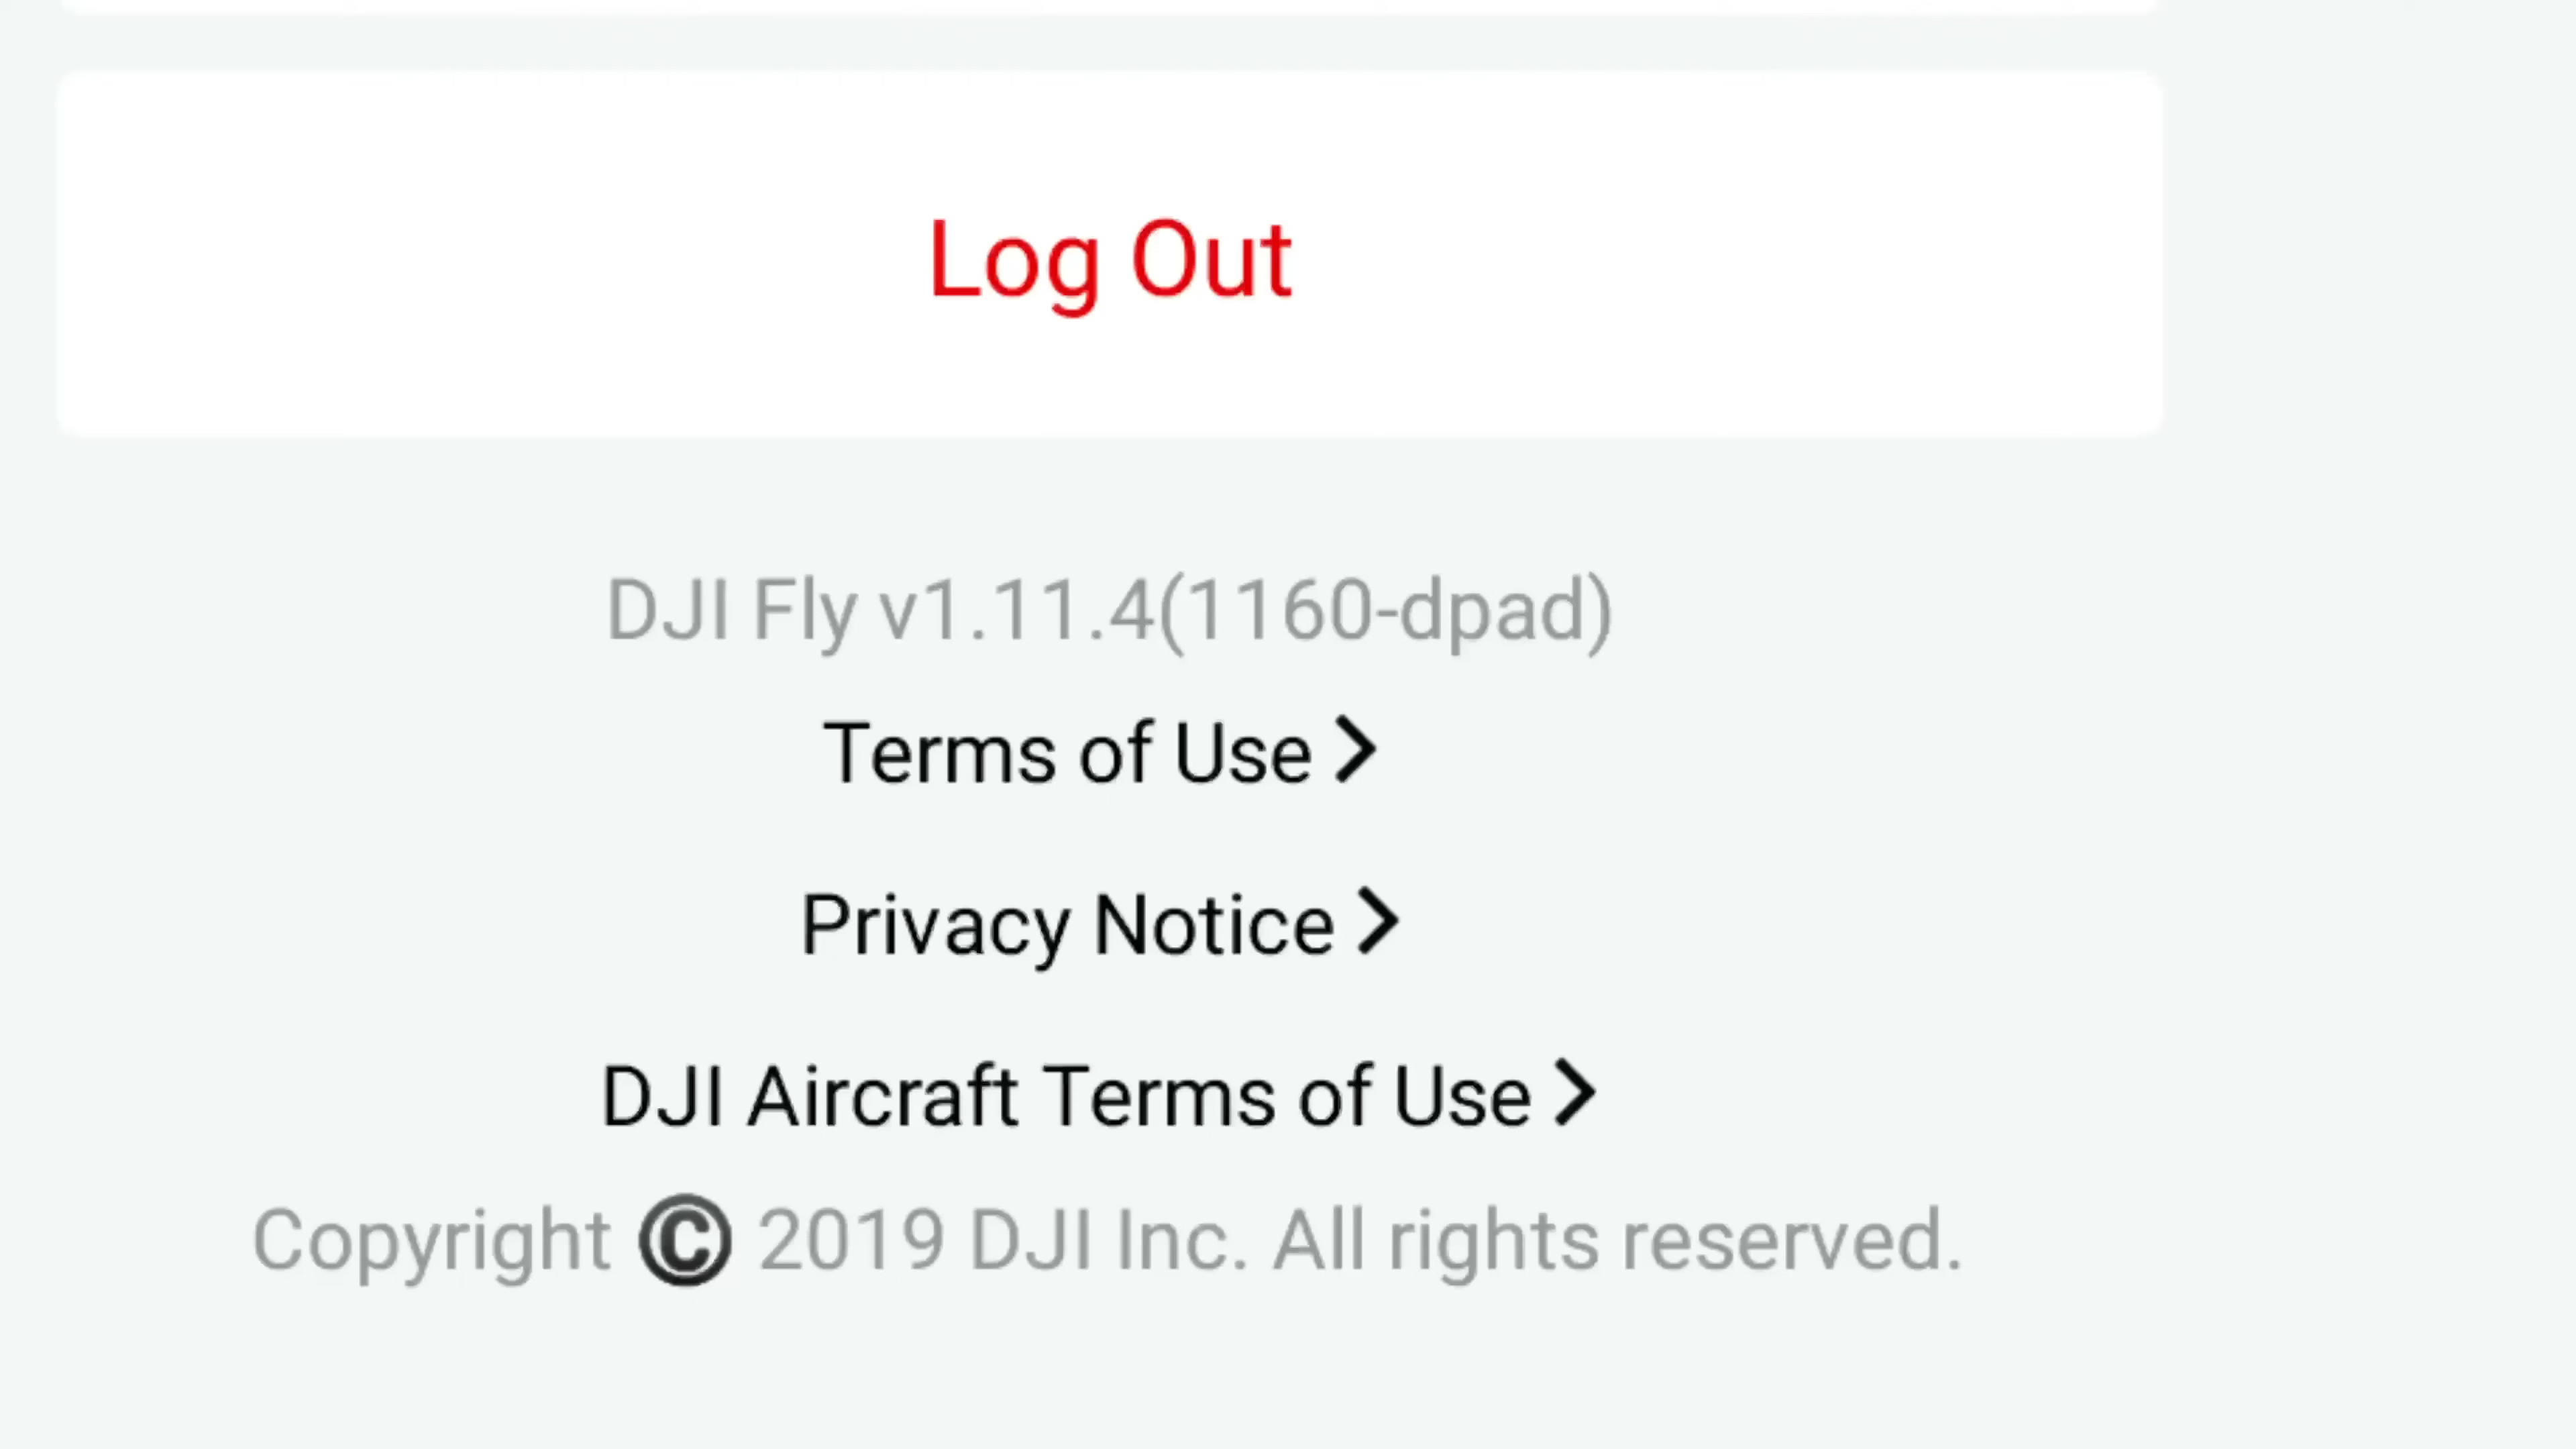 Log Out
DJI Fly v1.11.4(1160-dpad)
Terms of Use >
Privacy Notice >
DJI Aircraft Terms of Use >
Copyright © 2019 DJI Inc. All rights reserved.